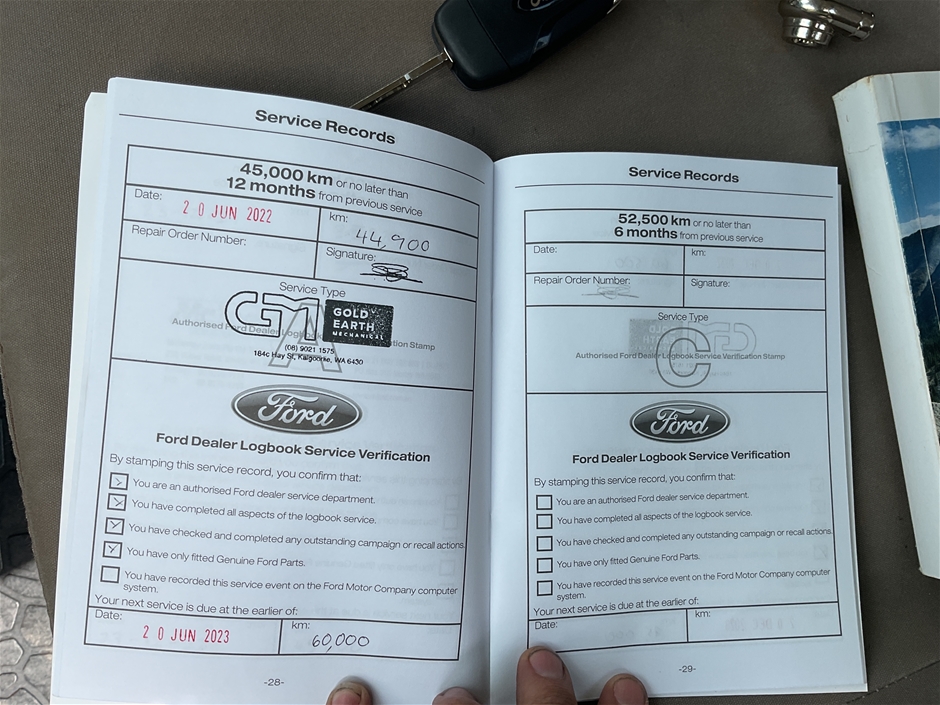 Service Records
45,000 km or no later than
12 months from previous service
Date:
20 JUN 2022
km:
44,900
Repair Order Number:
Signature:
Service Type
A
GM
GOLD
EARTH
MECHANICAL
Authorised Ford Dealer Logbook Service Verification Stamp
(08) 9021 1575
184c Hay St, Kalgoorlie, WA 6430
Ford
Ford Dealer Logbook Service Verification
By stamping this service record, you confirm that:
You are an authorised Ford dealer service department.
You have completed all aspects of the logbook service.
You have checked and completed any outstanding campaign or recall actions.
You have only fitted Genuine Ford Parts.
You have recorded this service event on the Ford Motor Company computer
system.
Your next service is due at the earlier of:
Date:
20 JUN 2023
km:
60,000
-28-
Service Records
52,500 km or no later than
6 months from previous service
Date:
km:
Repair Order Number:
Signature:
Service Type
C
Authorised Ford Dealer Logbook Service Verification Stamp
Ford
Ford Dealer Logbook Service Verification
By stamping this service record, you confirm that:
You are an authorised Ford dealer service department.
You have completed all aspects of the logbook service.
You have checked and completed any outstanding campaign or recall actions.
You have only fitted Genuine Ford Parts.
You have recorded this service event on the Ford Motor Company computer
system.
Your next service is due at the earlier of:
Date:
km:
-29-